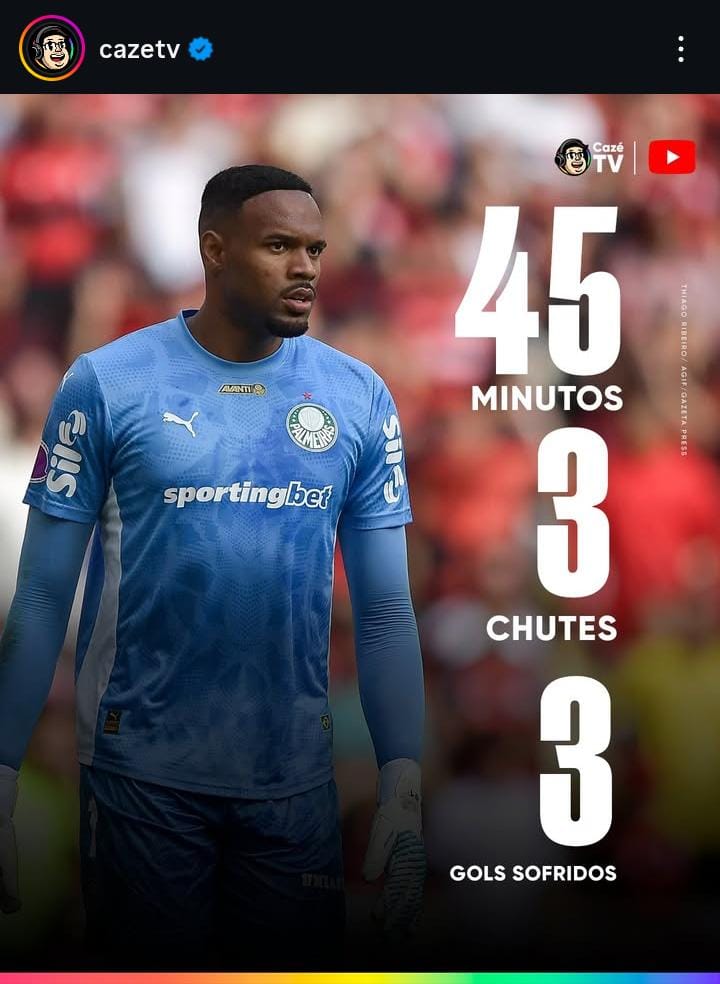 cazetv
Cazé
TV
45
MINUTOS
3
CHUTES
3
GOLS SOFRIDOS
THIAGO RIBEIRO/ AGIF/GAZETA PRESS
AVANTI
PALMEIRAS
Sil
Sil
sportingbet